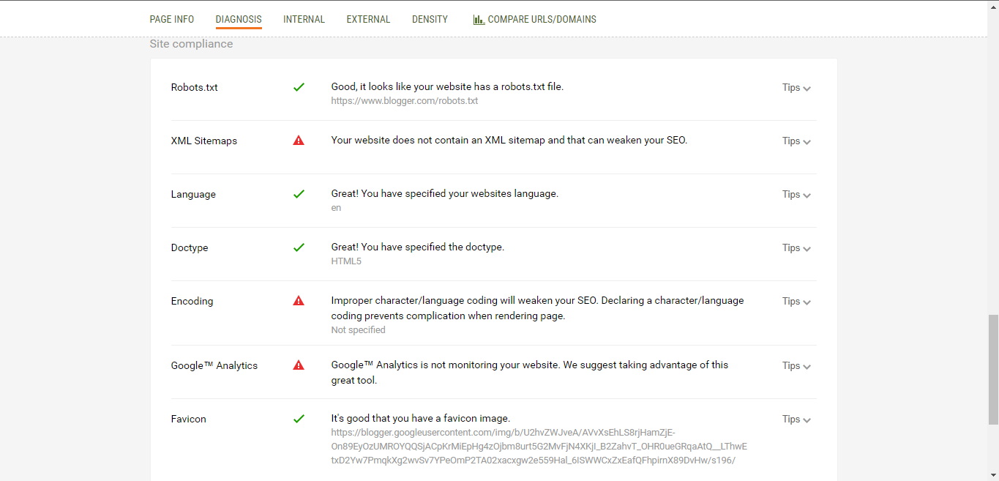 PAGE INFO DIAGNOSIS INTERNAL EXTERNAL DENSITY COMPARE URLS/DOMAINS
Site compliance
Robots.txt Good, it looks like your website has a robots.txt file. Tips
https://www.blogger.com/robots.txt
XML Sitemaps Your website does not contain an XML sitemap and that can weaken your SEO. Tips
Language Great! You have specified your websites language. Tips
en
Doctype Great! You have specified the doctype. Tips
HTML5
Encoding Improper character/language coding will weaken your SEO. Declaring a character/language Tips
coding prevents complication when rendering page.
Not specified
Google™ Analytics Google™ Analytics is not monitoring your website. We suggest taking advantage of this Tips
great tool.
Favicon It's good that you have a favicon image. Tips
https://blogger.googleusercontent.com/img/b/U2hvZWJveA/AVvXsEhLS8rjHamZjE-
On89EyOzUMROYQQSjACpKrMiEpHg4zOjbm8urt5G2MvFjN4XKjI_B2ZahvT_OHR0ueGRqaAtQ__LThwE
txD2Yw7PmqkXg2wvSv7YPeOmP2TA02xacxgw2e559Hal_6ISWWCxZxEafQFhpirnX89DvHw/s196/